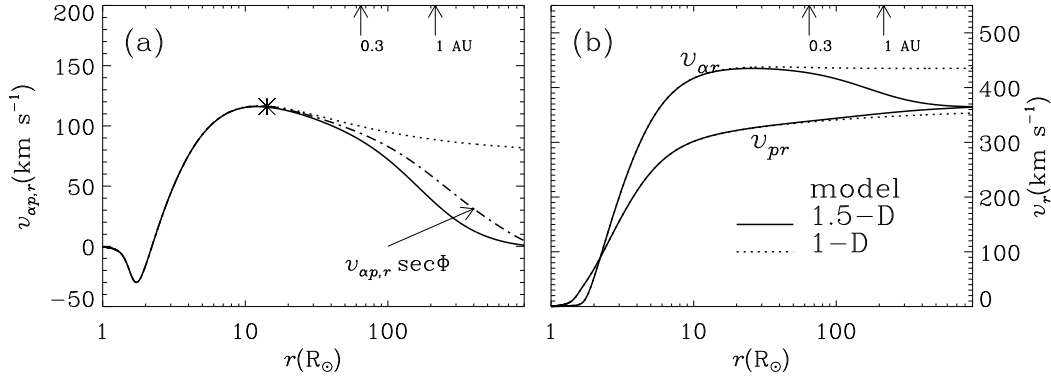 200
150
100
50
0
−50
(a)
0.3
1 AU
v_{αp,r}(km s⁻¹)
v_{αp,r} secΦ
1
10
100
r(R_⊙)
(b)
0.3
1 AU
v_{αr}
v_{pr}
model
1.5−D
1−D
500
400
300
200
100
0
v_r(km s⁻¹)
1
10
100
r(R_⊙)